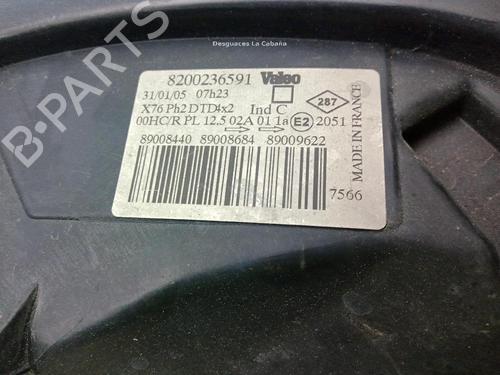 Desguaces La Cabaña
8200236591 Valeo
31/01/05 07h23
X76 Ph2 DTD4x2 Ind C
287
00HC/R PL 12.5 02A 01 1a E2 2051
89008440 89008684 89009622
7566
MADE IN FRANCE
B-PARTS